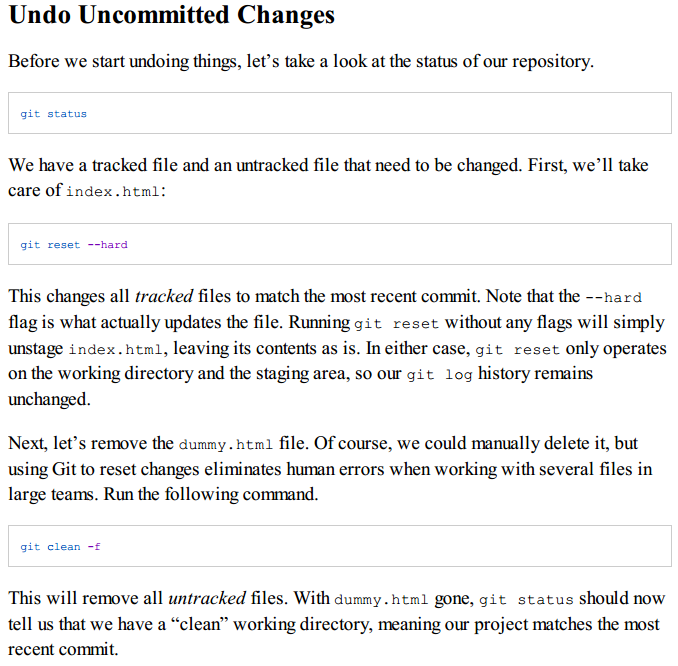 Undo Uncommitted Changes
Before we start undoing things, let’s take a look at the status of our repository.
git status
We have a tracked file and an untracked file that need to be changed. First, we’ll take
care of index.html:
git reset --hard
This changes all tracked files to match the most recent commit. Note that the --hard
flag is what actually updates the file. Running git reset without any flags will simply
unstage index.html, leaving its contents as is. In either case, git reset only operates
on the working directory and the staging area, so our git log history remains
unchanged.
Next, let’s remove the dummy.html file. Of course, we could manually delete it, but
using Git to reset changes eliminates human errors when working with several files in
large teams. Run the following command.
git clean -f
This will remove all untracked files. With dummy.html gone, git status should now
tell us that we have a “clean” working directory, meaning our project matches the most
recent commit.